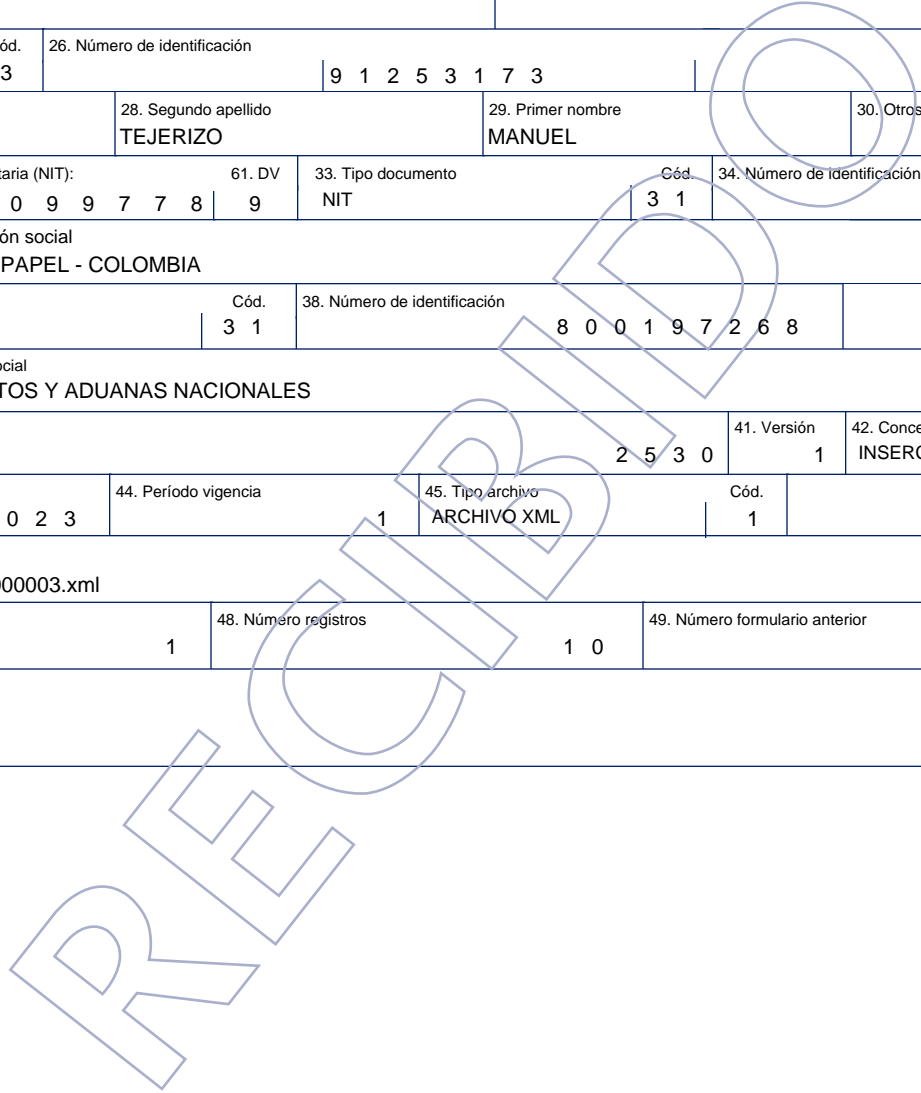 ód. 26. Número de identificación
3 9 1 2 5 3 1 7 3
28. Segundo apellido 29. Primer nombre 30. Otros
TEJERIZO MANUEL
taria (NIT): 61. DV 33. Tipo documento Cód. 34. Número de identificación
0 9 9 7 7 8 9 NIT 3 1
ón social
PAPEL - COLOMBIA
Cód. 38. Número de identificación
3 1 8 0 0 1 9 7 2 6 8
ocial
TOS Y ADUANAS NACIONALES
41. Versión 42. Conce
2 5 3 0 1 INSERC
44. Período vigencia 45. Tipo archivo Cód.
0 2 3 1 ARCHIVO XML 1
000003.xml
48. Número registros 49. Número formulario anterior
1 1 0
RECIBIDO